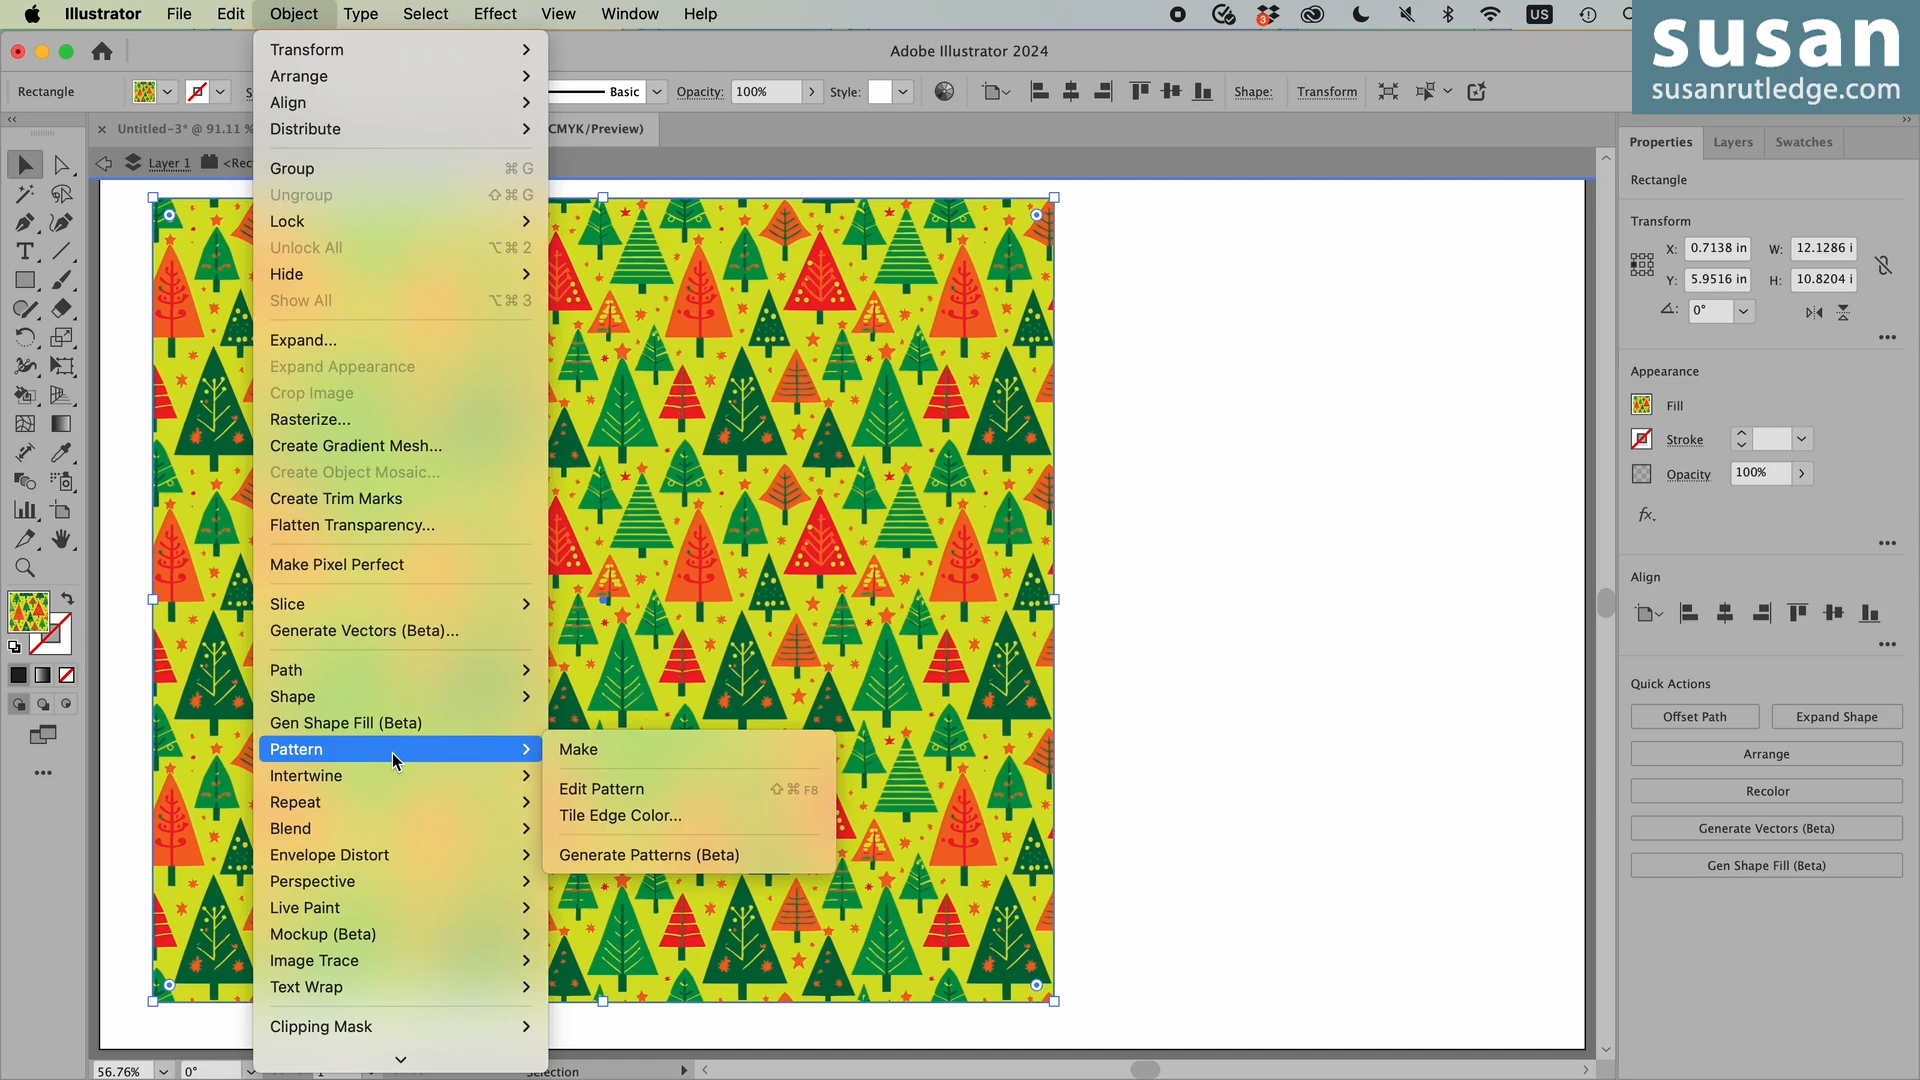 Illustrator File Edit Object Type Select Effect View Window Help
3
US
susan
susanrutledge.com
Adobe Illustrator 2024
Rectangle
Basic
Opacity: 100%
Style:
Shape:
Transform
Untitled-3* @ 91.11 %
CMYK/Preview)
Layer 1
<Rec
Transform
Arrange
Align
Distribute
Group ⌘ G
Ungroup ⇧ ⌘ G
Lock
Unlock All ⌥ ⌘ 2
Hide
Show All ⌥ ⌘ 3
Expand...
Expand Appearance
Crop Image
Rasterize...
Create Gradient Mesh...
Create Object Mosaic...
Create Trim Marks
Flatten Transparency...
Make Pixel Perfect
Slice
Generate Vectors (Beta)...
Path
Shape
Gen Shape Fill (Beta)
Pattern
Intertwine
Repeat
Blend
Envelope Distort
Perspective
Live Paint
Mockup (Beta)
Image Trace
Text Wrap
Clipping Mask
Make
Edit Pattern ⇧ ⌘ F8
Tile Edge Color...
Generate Patterns (Beta)
Properties Layers Swatches
Rectangle
Transform
X: 0.7138 in W: 12.1286 i
Y: 5.9516 in H: 10.8204 i
0°
Appearance
Fill
Stroke
Opacity 100%
fx.
Align
Quick Actions
Offset Path Expand Shape
Arrange
Recolor
Generate Vectors (Beta)
Gen Shape Fill (Beta)
56.76% 0° Selection